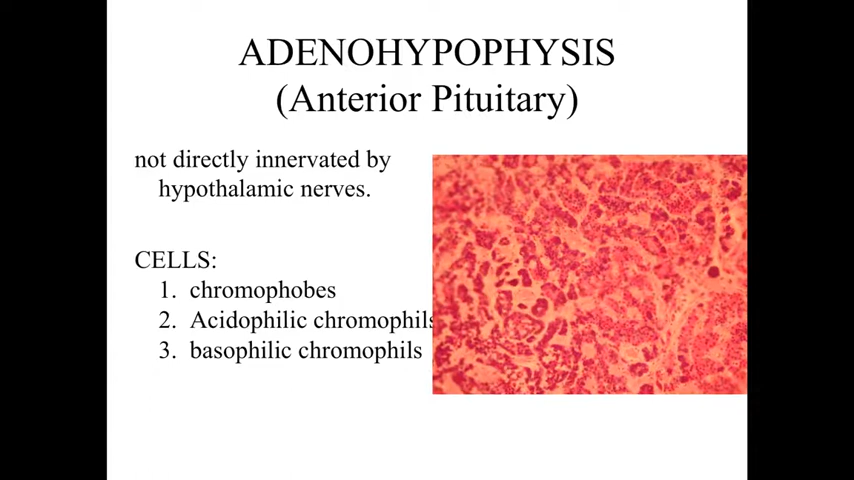 ADENOHYPOPHYSIS
(Anterior Pituitary)
not directly innervated by
hypothalamic nerves.
CELLS:
1. chromophobes
2. Acidophilic chromophils
3. basophilic chromophils